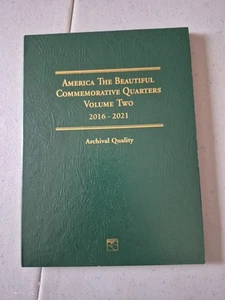 America The Beautiful
Commemorative Quarters
Volume Two
2016 - 2021
Archival Quality